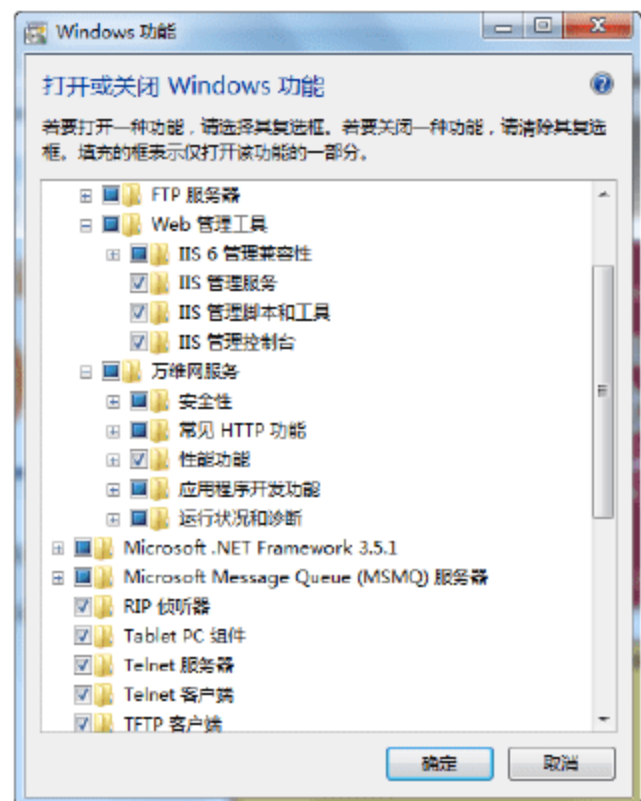 Windows 功能
打开或关闭 Windows 功能
若要打开一种功能，请选择其复选框。若要关闭一种功能，请清除其复选
框。填充的框表示仅打开该功能的一部分。
FTP 服务器
Web 管理工具
IIS 6 管理兼容性
IIS 管理服务
IIS 管理脚本和工具
IIS 管理控制台
万维网服务
安全性
常见 HTTP 功能
性能功能
应用程序开发功能
运行状况和诊断
Microsoft .NET Framework 3.5.1
Microsoft Message Queue (MSMQ) 服务器
RIP 侦听器
Tablet PC 组件
Telnet 服务器
Telnet 客户端
TFTP 客户端
确定
取消